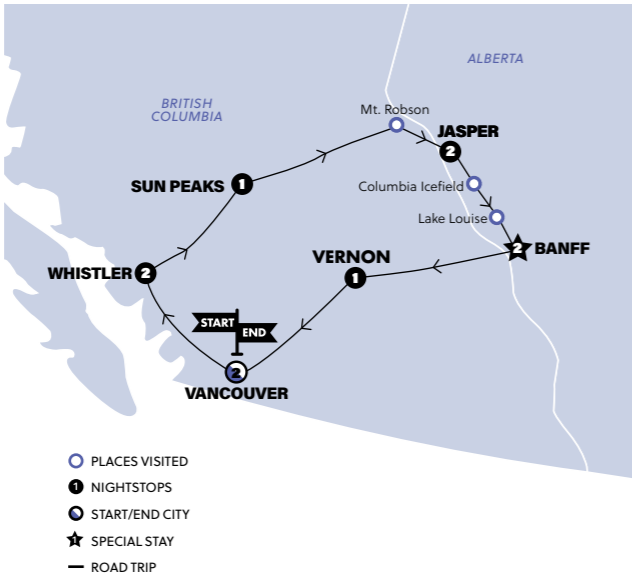 ALBERTA
BRITISH
COLUMBIA
Mt. Robson
JASPER
2
SUN PEAKS 1
Columbia Icefield
Lake Louise
2 BANFF
VERNON
1
WHISTLER 2
START
END
2
VANCOUVER
PLACES VISITED
1 NIGHTSTOPS
START/END CITY
1 SPECIAL STAY
ROAD TRIP